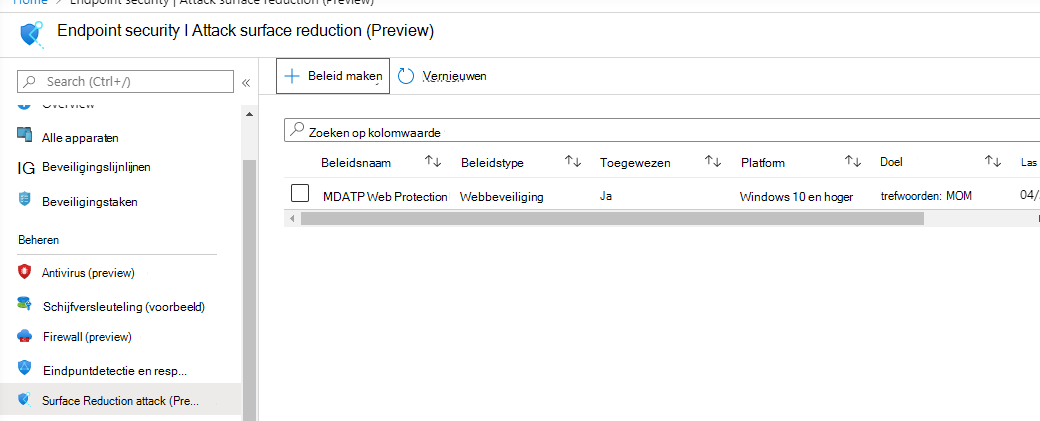 Home > Endpoint security | Attack surface reduction (Preview)
Endpoint security | Attack surface reduction (Preview)
Search (Ctrl+/) «
Overview
Alle apparaten
IG Beveiligingslijnlijnen
Beveiligingstaken
Beheren
Antivirus (preview)
Schijfversleuteling (voorbeeld)
Firewall (preview)
Eindpuntdetectie en resp...
Surface Reduction attack (Pre...
Beleid maken Vernieuwen
Zoeken op kolomwaarde
Beleidsnaam Beleidstype Toegewezen Platform Doel Las
MDATP Web Protection Webbeveiliging Ja Windows 10 en hoger trefwoorden: MOM 04/